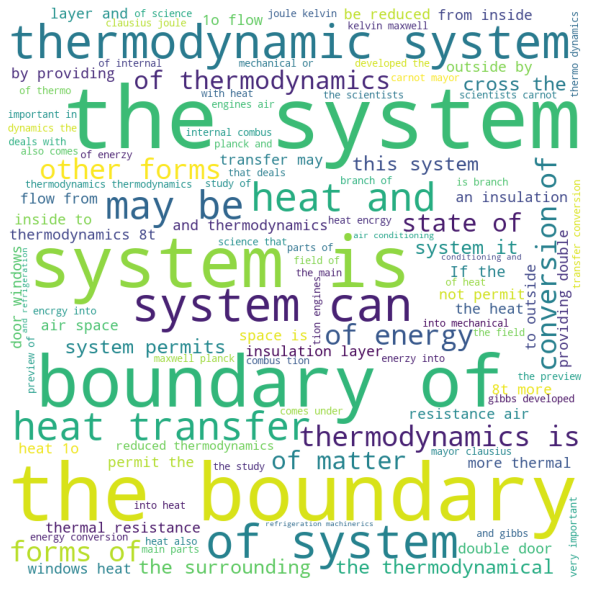 layer and
of science
clausius joule
1o flow
joule kelvin
be reduced
kelvin maxwell
from inside
thermodynamic system
thermo dynamics
of internal
mechanical or
developed the
carnot mayor
outside by
by providing
of thermodynamics
cross the
of thermo
with heat
the scientists
scientists carnot
engines air
the system
important in
dynamics the
internal combus
planck and
deals with
also comes
of enerzy
other forms
transfer may
this system
that deals
branch of
is branch
conversion of
thermodynamics thermodynamics
study of
heat and
an insulation
flow from
may be
heat encrgy
state of
inside to
and thermodynamics
air conditioning
thermodynamics 8t
science that
parts of
system it
conditioning and
door windows
and refrigeration
system is
field of
the main
If the
to outside
providing double
transfer conversion
encrgy into
system can
tion engines
of heat
not permit
air space
into mechanical
the heat
preview of
space is
of energy
the field
system permits
insulation layer
maxwell planck
combus tion
enerzy into
boundary of
the preview
8t more
gibbs developed
heat transfer
comes under
resistance air
thermodynamics is
heat 1o
reduced thermodynamics
mayor clausius
permit the
the study
of matter
more thermal
the boundary
into heat
very important
thermal resistance
refrigeration machinerics
energy conversion
of system
and gibbs
forms of
heat also
main parts
double door
windows heat
the surrounding
the thermodynamical